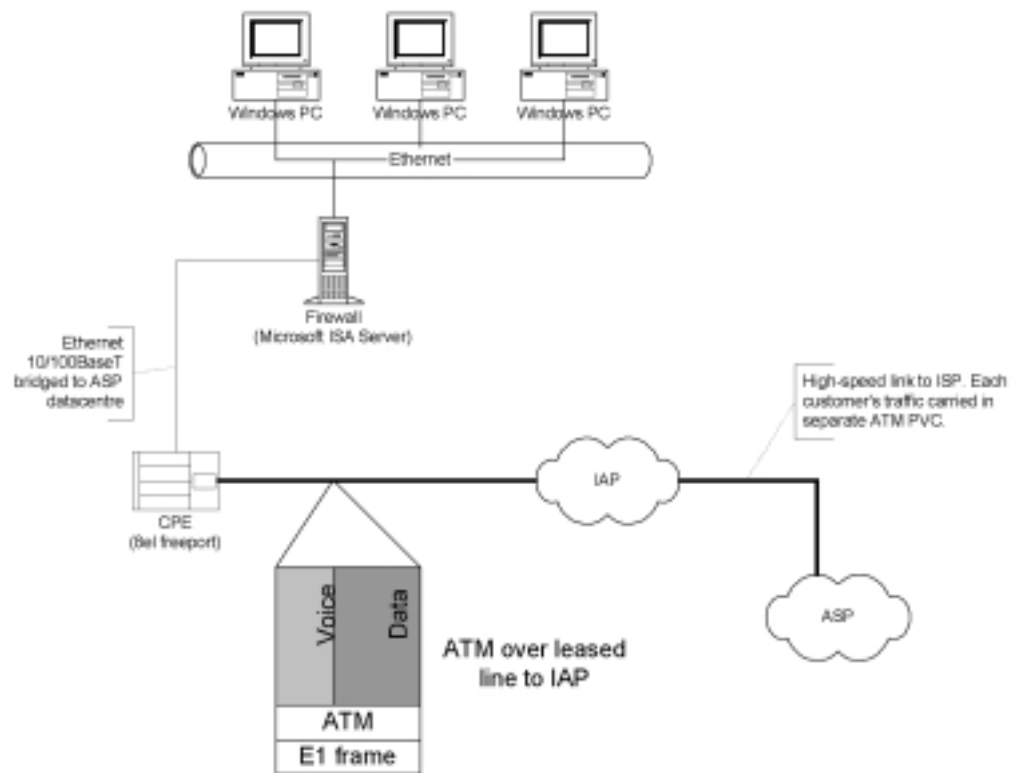 Windows PC
Windows PC
Windows PC
Ethernet
Firewall
(Microsoft ISA Server)
Ethernet
10/100BaseT
bridged to ASP
datacentre
High-speed link to ISP. Each
customer's traffic carried in
separate ATM PVC.
IAP
CPE
(8el freeport)
ASP
Voice
Data
ATM over leased
line to IAP
ATM
E1 frame